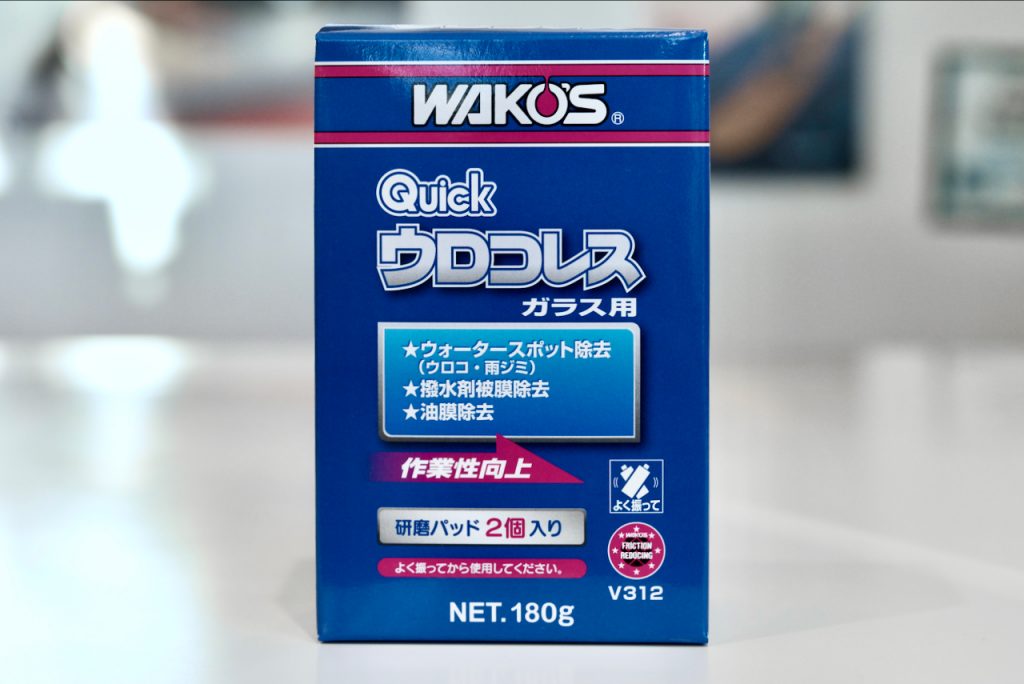 WAKO'S®
Quick
ウロコレス
ガラス用
★ウォータースポット除去
(ウロコ・雨ジミ)
★撥水剤被膜除去
★油膜除去
作業性向上
よく振って
研磨パッド2個入り
WAKO'S
FRICTION
REDUCING
よく振ってから使用してください。
V312
NET.180g